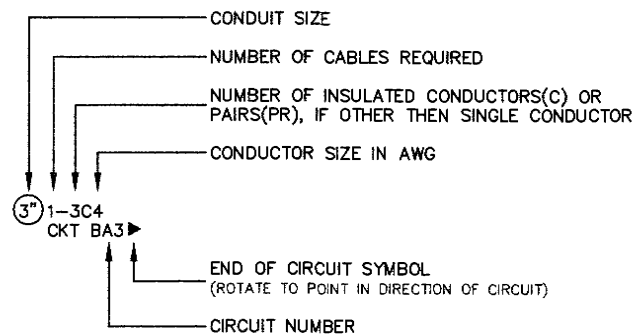 CONDUIT SIZE
NUMBER OF CABLES REQUIRED
NUMBER OF INSULATED CONDUCTORS(C) OR
PAIRS(PR), IF OTHER THEN SINGLE CONDUCTOR
CONDUCTOR SIZE IN AWG
3" 1-3C4
CKT BA3
END OF CIRCUIT SYMBOL
(ROTATE TO POINT IN DIRECTION OF CIRCUIT)
CIRCUIT NUMBER